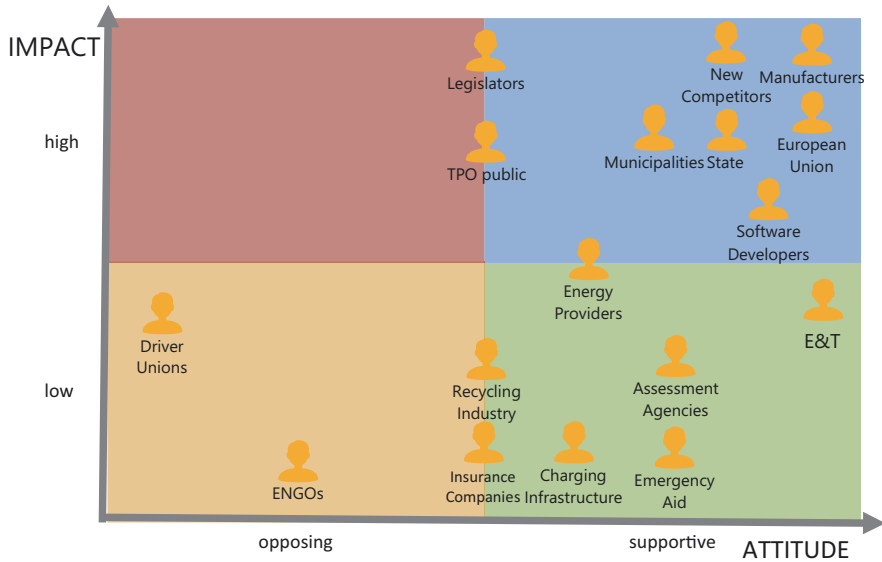 IMPACT
high
low
Legislators
New
Competitors
Manufacturers
TPO public
Municipalities
State
European
Union
Software
Developers
Energy
Providers
Driver
Unions
E&T
Recycling
Industry
Assessment
Agencies
ENGOs
Insurance
Companies
Charging
Infrastructure
Emergency
Aid
opposing
supportive
ATTITUDE